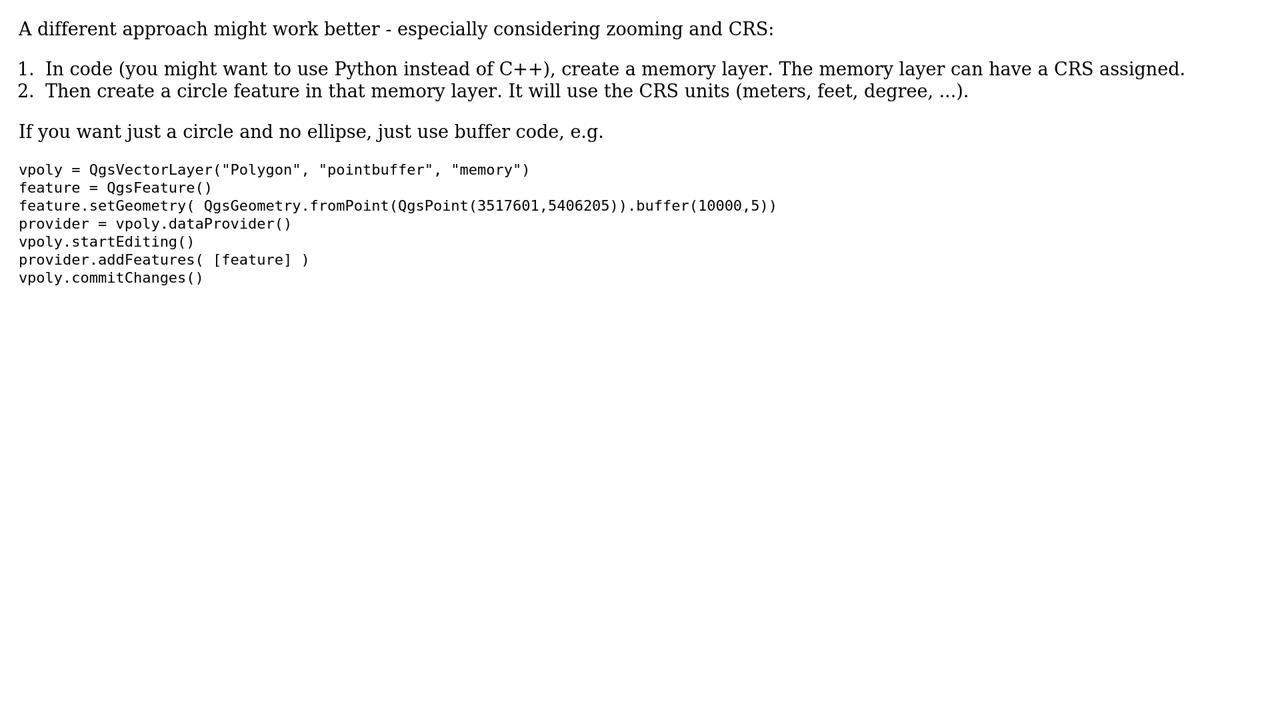 A different approach might work better - especially considering zooming and CRS:
1. In code (you might want to use Python instead of C++), create a memory layer. The memory layer can have a CRS assigned.
2. Then create a circle feature in that memory layer. It will use the CRS units (meters, feet, degree, ...).
If you want just a circle and no ellipse, just use buffer code, e.g.
vpoly = QgsVectorLayer("Polygon", "pointbuffer", "memory")
feature = QgsFeature()
feature.setGeometry( QgsGeometry.fromPoint(QgsPoint(3517601,5406205)).buffer(10000,5))
provider = vpoly.dataProvider()
vpoly.startEditing()
provider.addFeatures( [feature] )
vpoly.commitChanges()